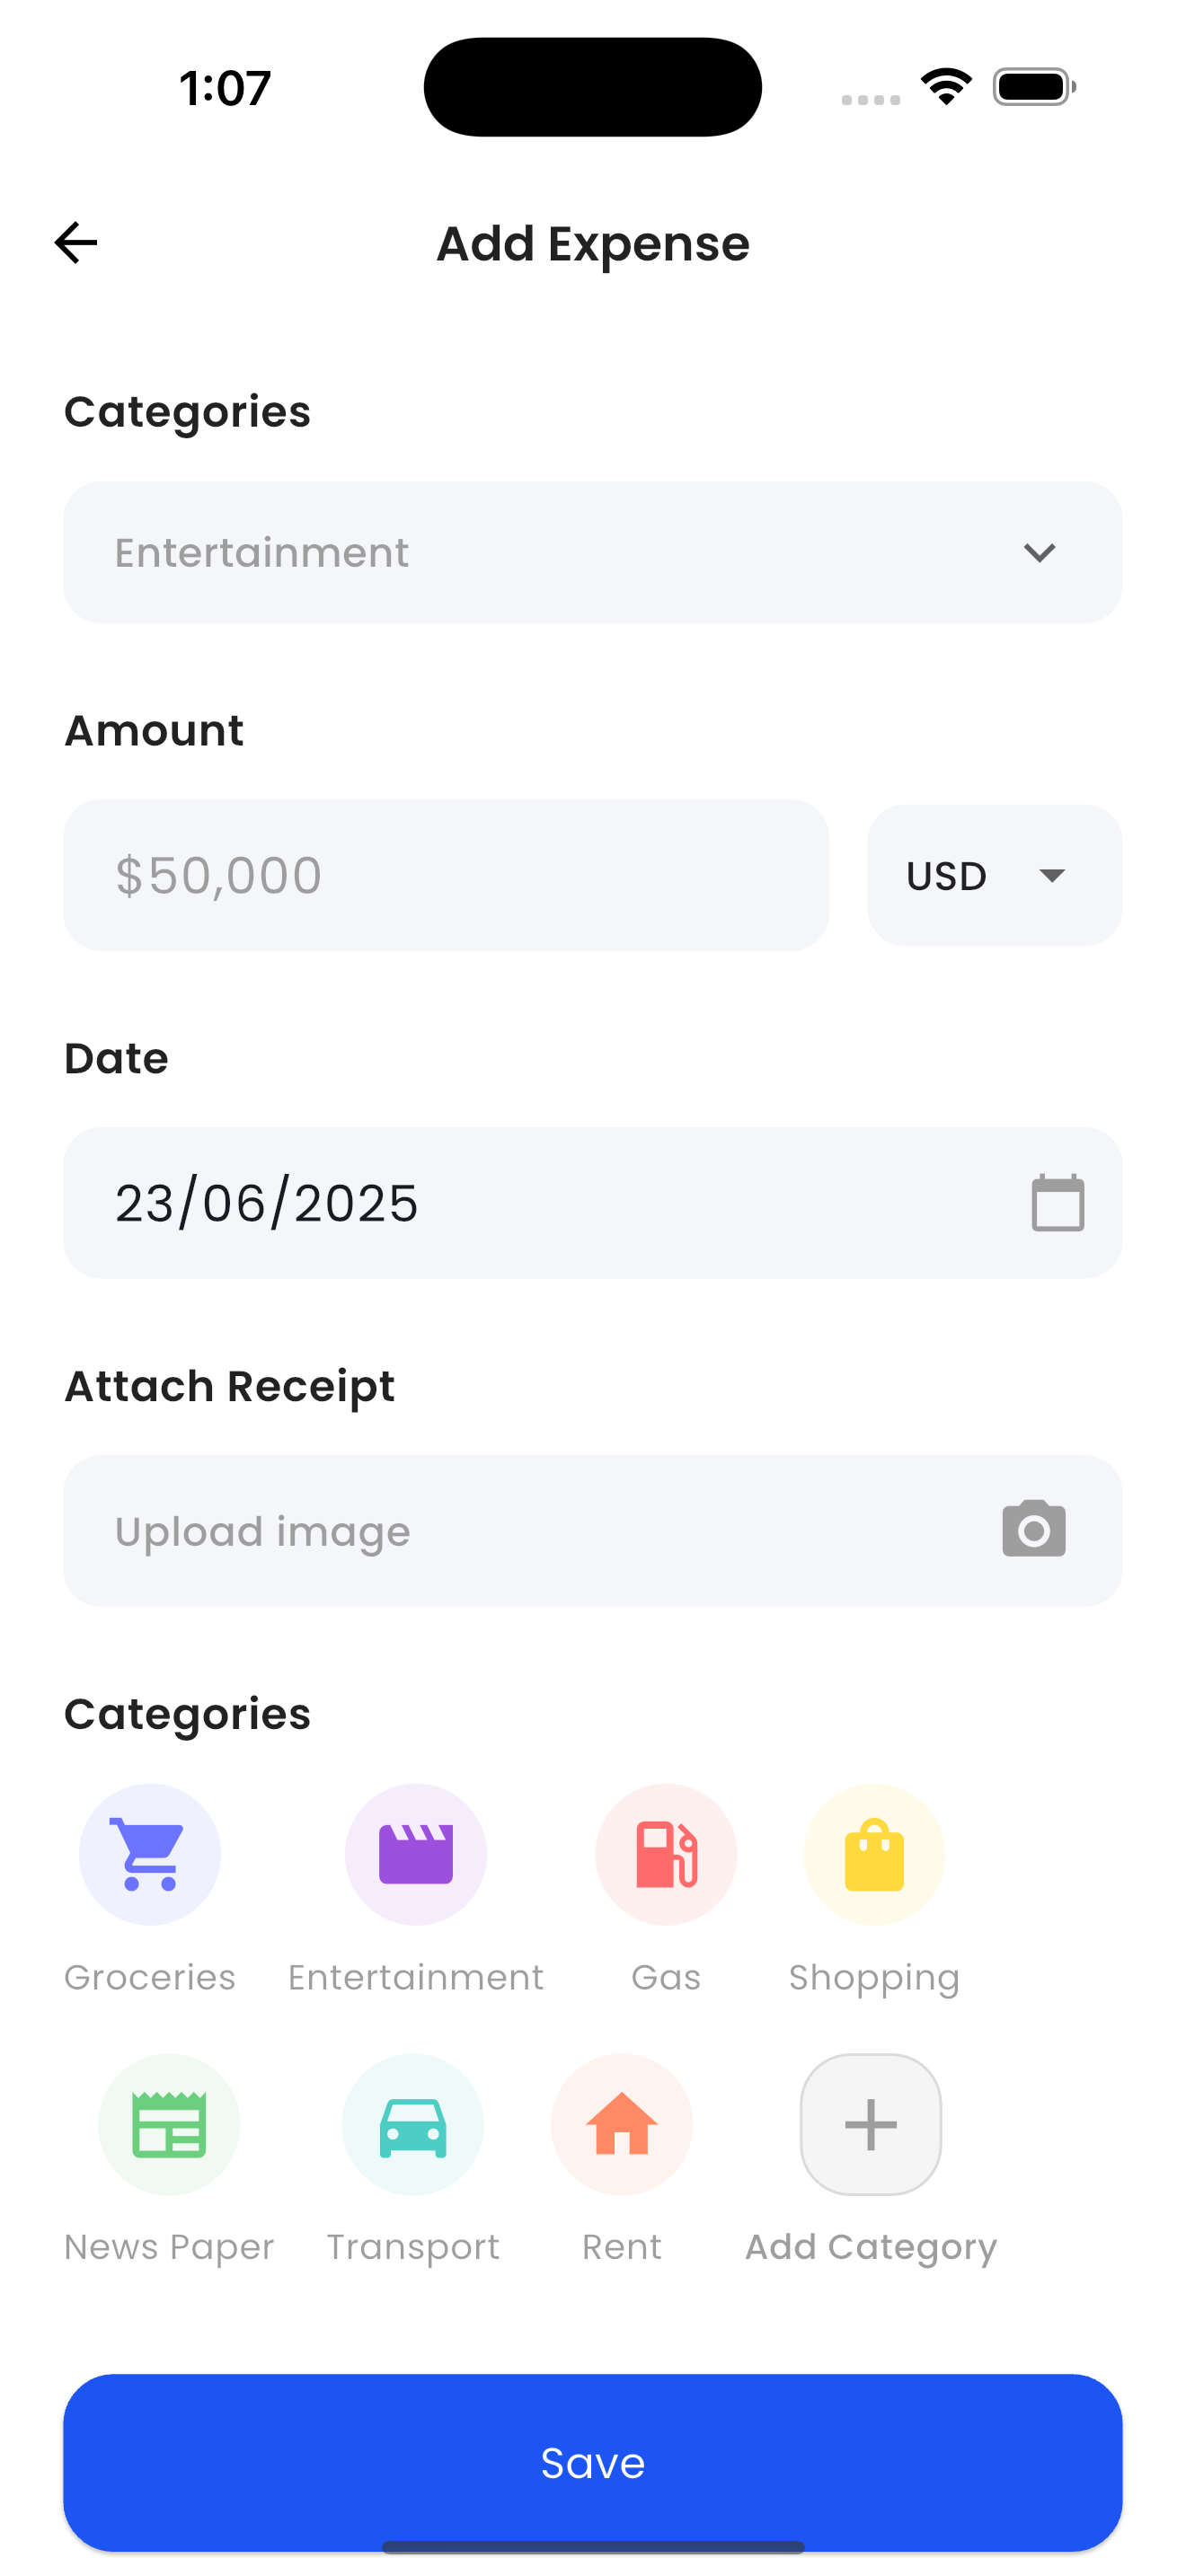 1:07
Add Expense
Categories
Entertainment
Amount
$50,000 USD
Date
23/06/2025
Attach Receipt
Upload image
Categories
Groceries Entertainment Gas Shopping
News Paper Transport Rent Add Category
Save